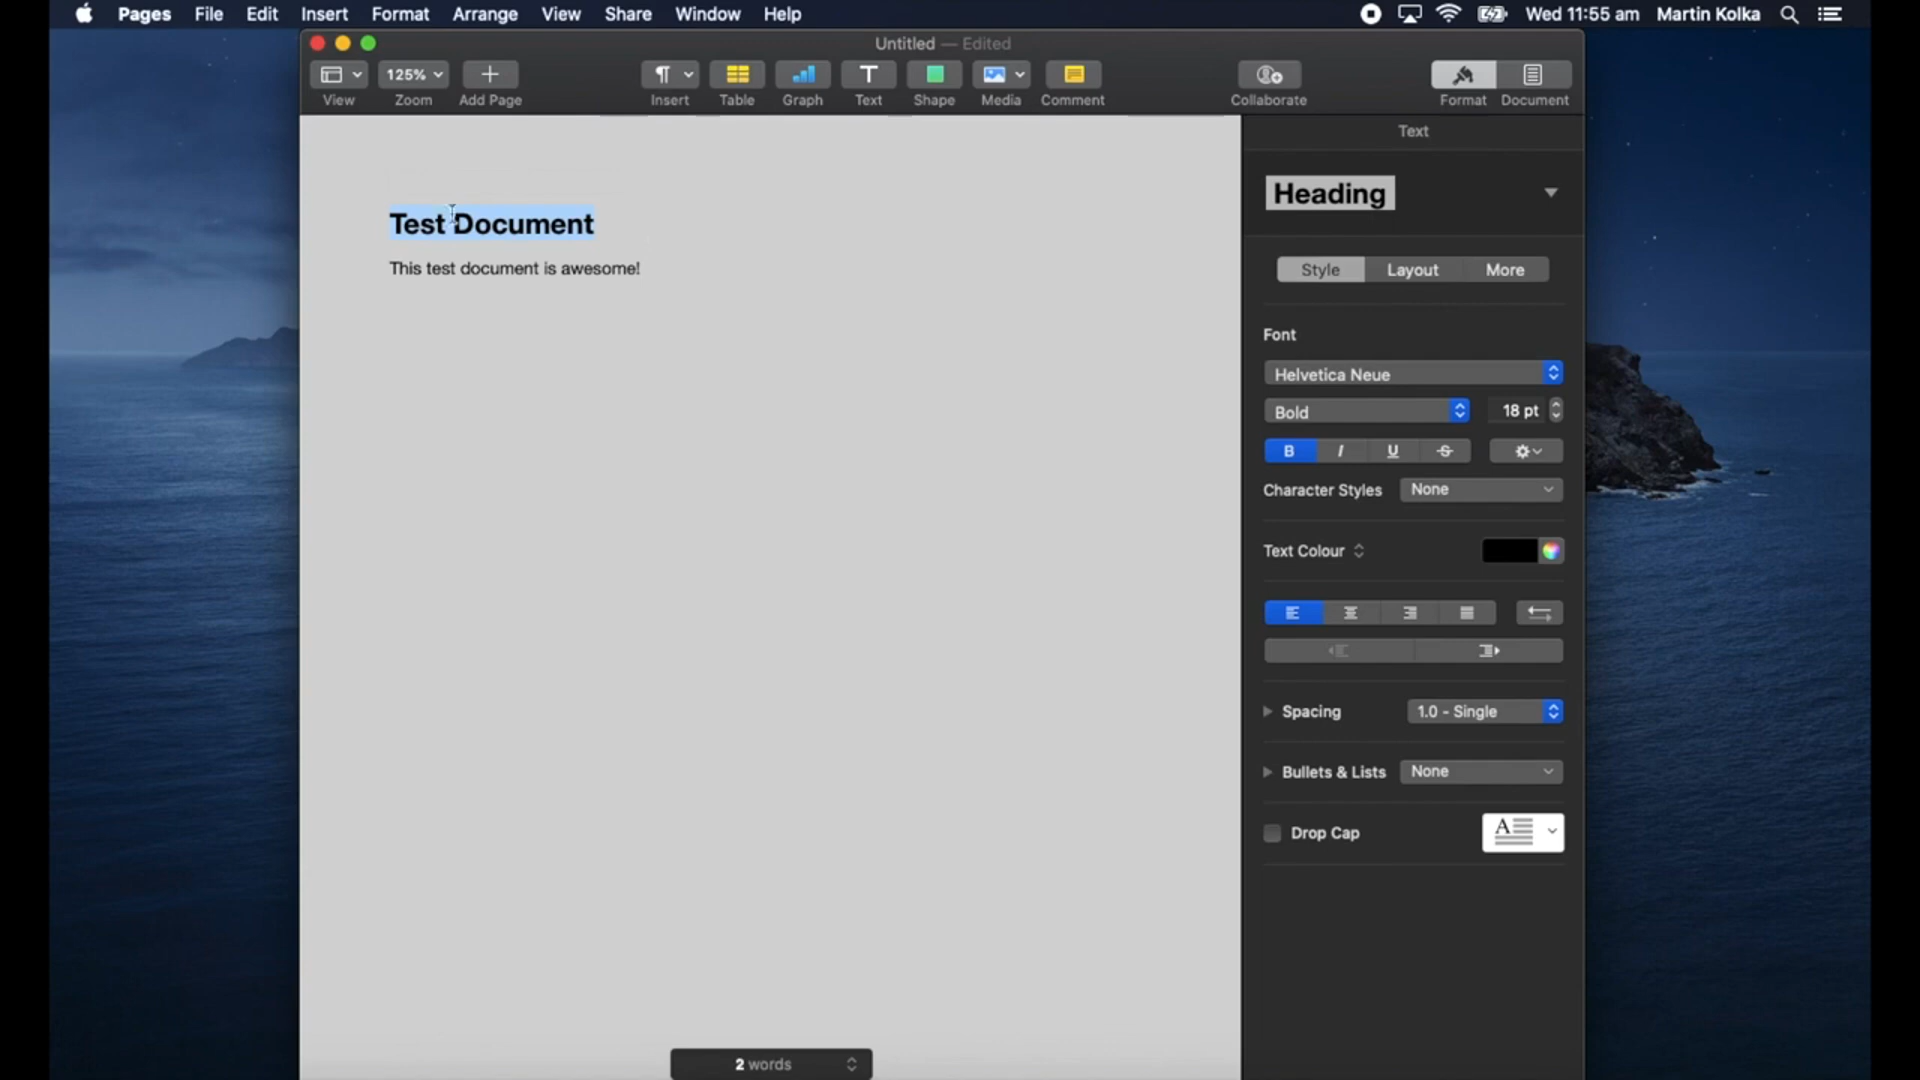 Pages File Edit Insert Format Arrange View Share Window Help Wed 11:55 am Martin Kolka
Untitled — Edited
125%
View Zoom Add Page Insert Table Graph Text Shape Media Comment Collaborate Format Document
Text
Heading
Test Document
This test document is awesome!
Style Layout More
Font
Helvetica Neue
Bold 18 pt
B I U S
Character Styles None
Text Colour
Spacing 1.0 - Single
Bullets & Lists None
Drop Cap A
2 words